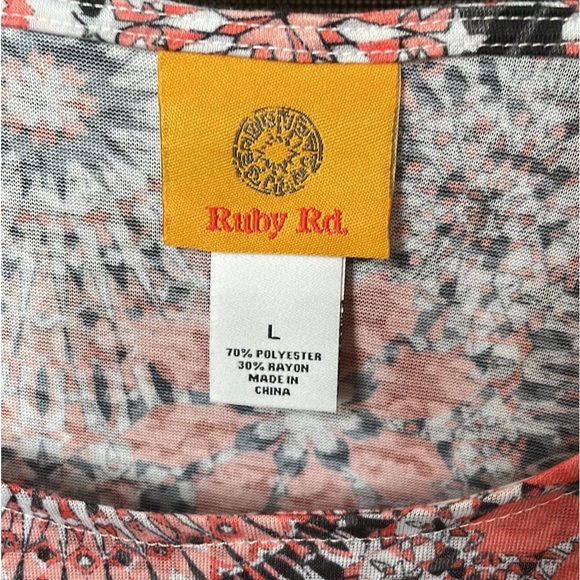 Ruby Rd.
L
70% POLYESTER
30% RAYON
MADE IN
CHINA